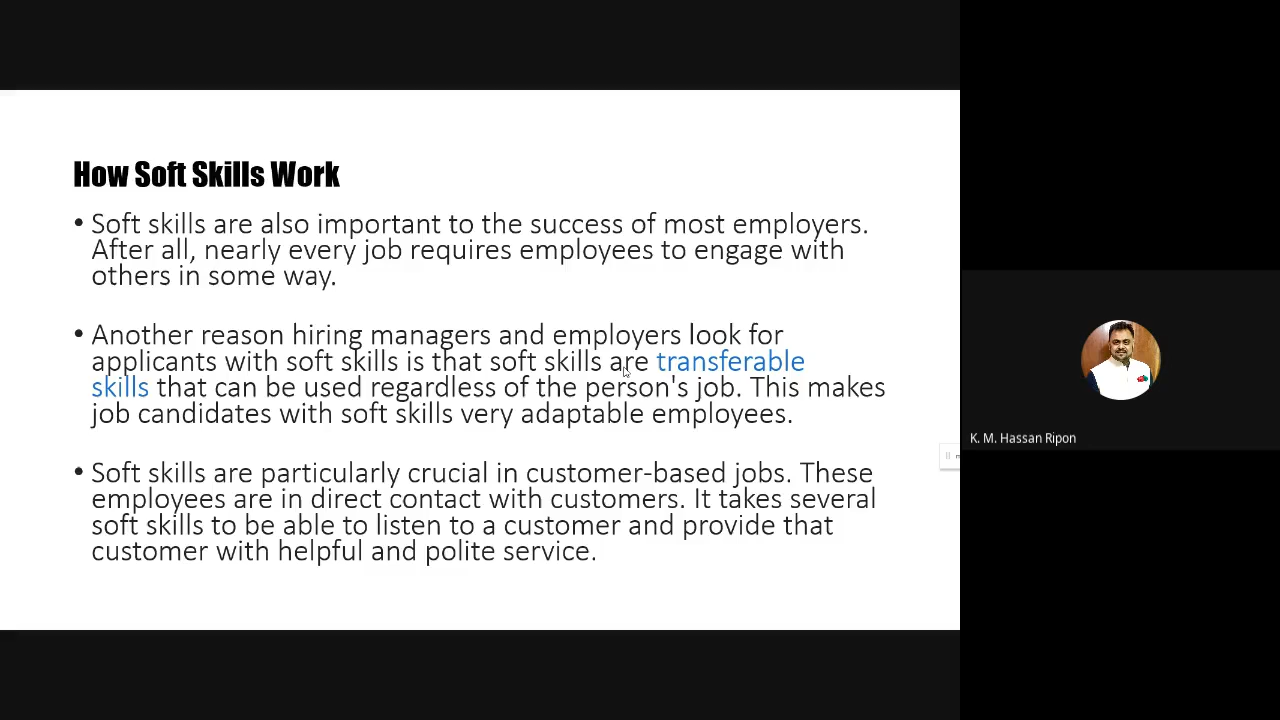 How Soft Skills Work
• Soft skills are also important to the success of most employers.
After all, nearly every job requires employees to engage with
others in some way.
• Another reason hiring managers and employers look for
applicants with soft skills is that soft skills are transferable
skills that can be used regardless of the person's job. This makes
job candidates with soft skills very adaptable employees.
• Soft skills are particularly crucial in customer-based jobs. These
employees are in direct contact with customers. It takes several
soft skills to be able to listen to a customer and provide that
customer with helpful and polite service.
K. M. Hassan Ripon